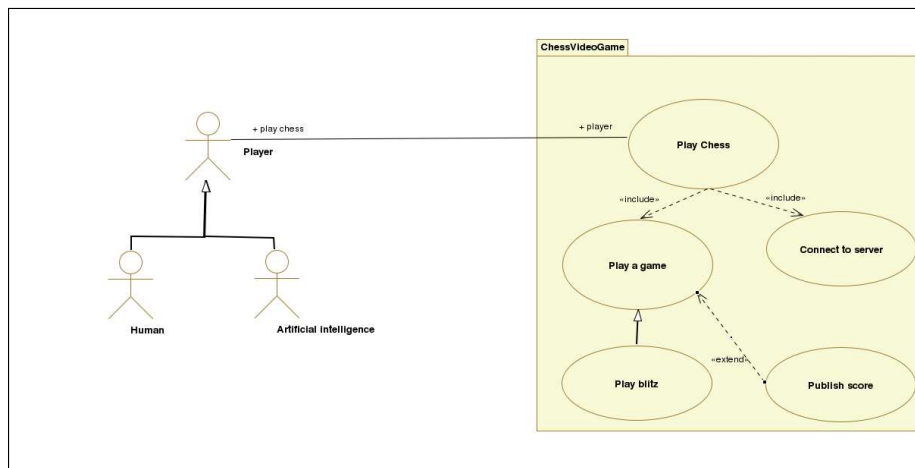 ChessVideoGame
+ play chess
+ player
Player
Play Chess
«include»
«include»
Play a game
Connect to server
Human
Artificial intelligence
«extend»
Play blitz
Publish score